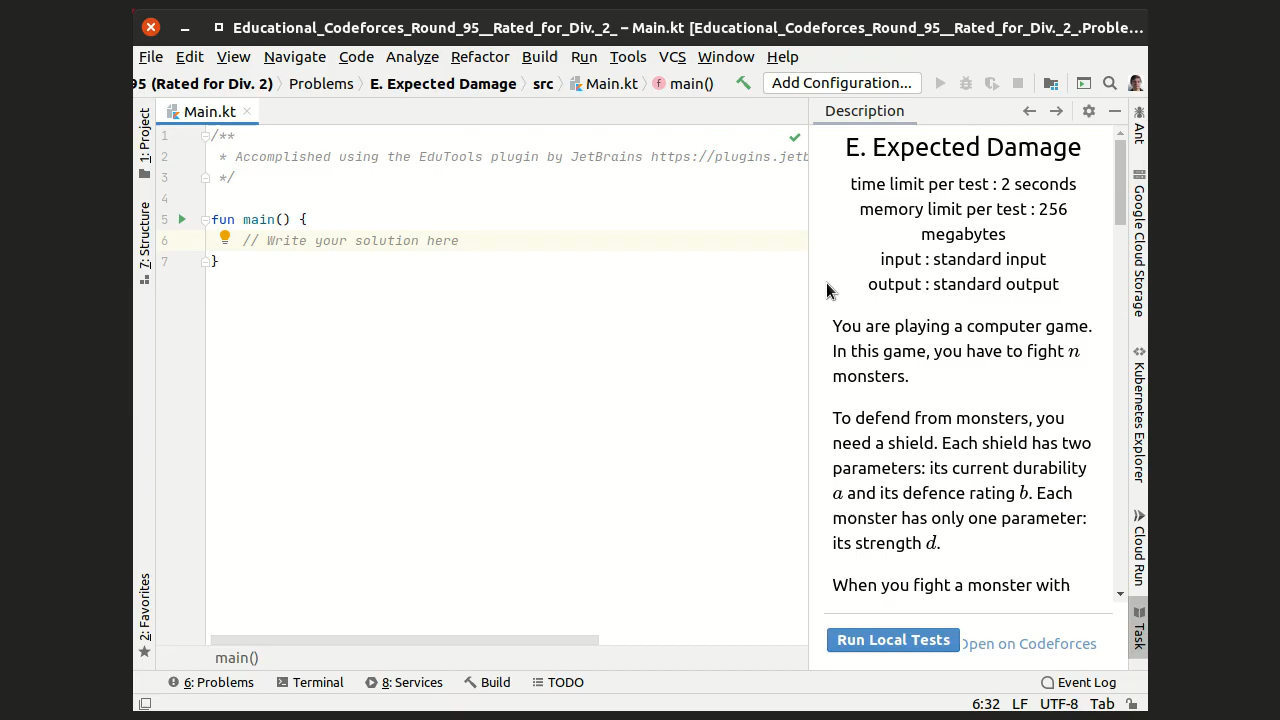 Educational_Codeforces_Round_95__Rated_for_Div._2_ – Main.kt [Educational_Codeforces_Round_95__Rated_for_Div._2_.Proble...
File Edit View Navigate Code Analyze Refactor Tools Build Run Tools VCS Window Help
95 (Rated for Div. 2) Problems E. Expected Damage src Main.kt main() Add Configuration...
Main.kt
Description
1 /**
2 * Accomplished using the EduTools plugin by JetBrains https://plugins.jetb
3 */
4
5 fun main() {
6 // Write your solution here
7 }
E. Expected Damage
time limit per test : 2 seconds
memory limit per test : 256
megabytes
input : standard input
output : standard output
You are playing a computer game.
In this game, you have to fight n
monsters.
To defend from monsters, you
need a shield. Each shield has two
parameters: its current durability
a and its defence rating b. Each
monster has only one parameter:
its strength d.
When you fight a monster with
Run Local Tests
Open on Codeforces
1: Project
7: Structure
2: Favorites
Ant
Google Cloud Storage
Kubernetes Explorer
Cloud Run
Task
main()
6: Problems Terminal 8: Services Build TODO Event Log
6:32 LF UTF-8 Tab